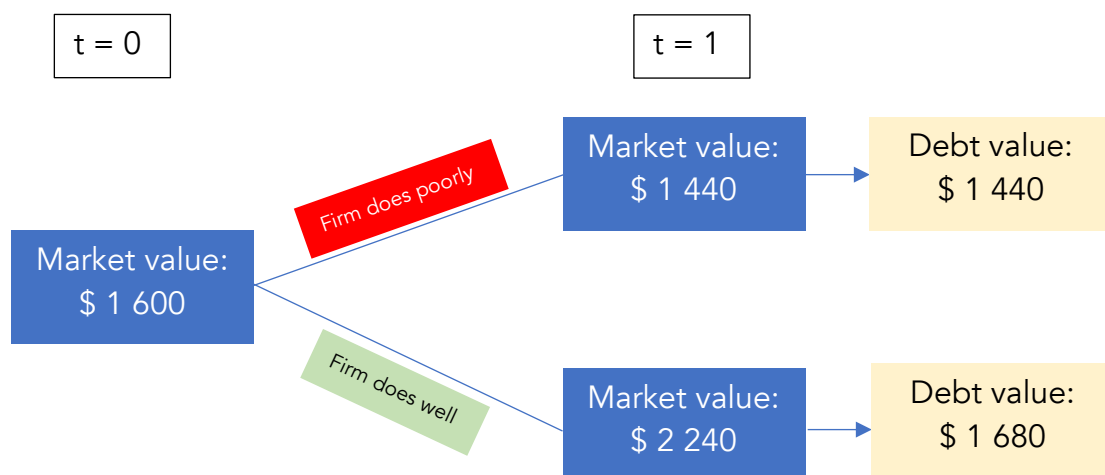 t = 0
t = 1
Firm does poorly
Market value:
$ 1 440
Debt value:
$ 1 440
Market value:
$ 1 600
Firm does well
Market value:
$ 2 240
Debt value:
$ 1 680